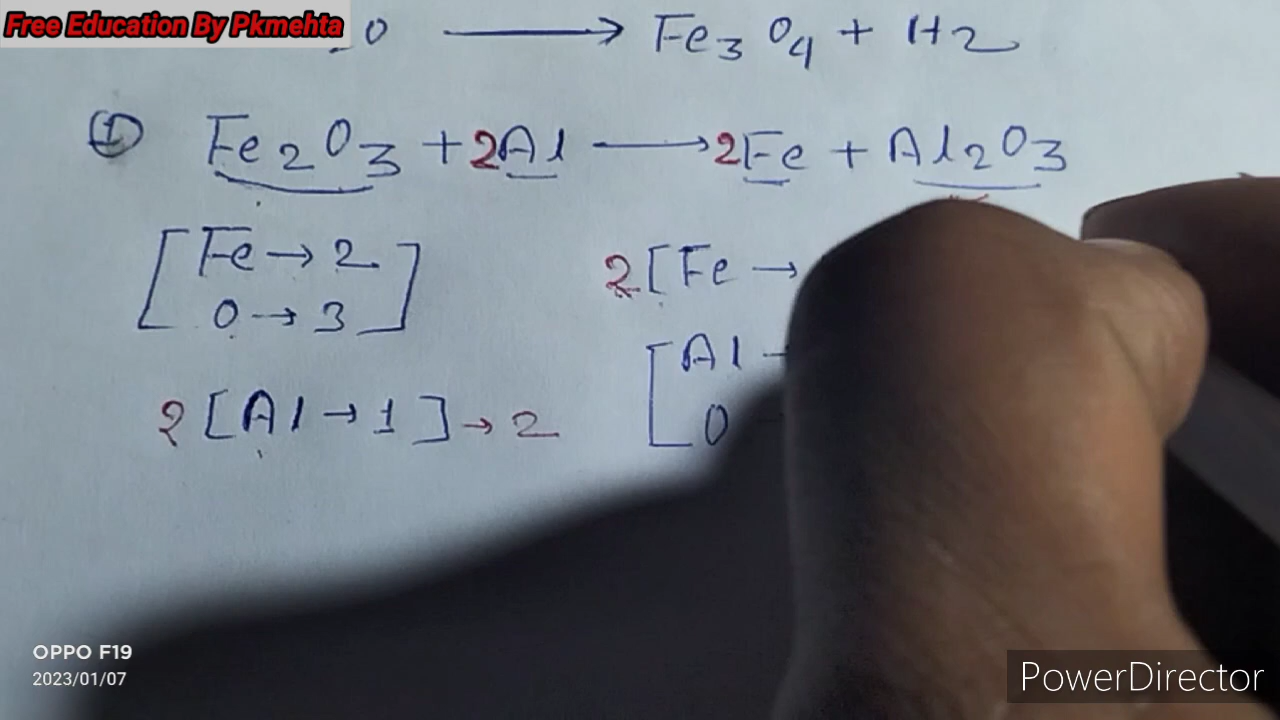 Free Education By Pkmehta
O ⟶ Fe₃O₄ + H₂
① Fe₂O₃ + 2Al ⟶ 2Fe + Al₂O₃
[Fe → 2
O → 3]
2[Al → 1] → 2
2[Fe →
[Al
O
OPPO F19
2023/01/07
PowerDirector